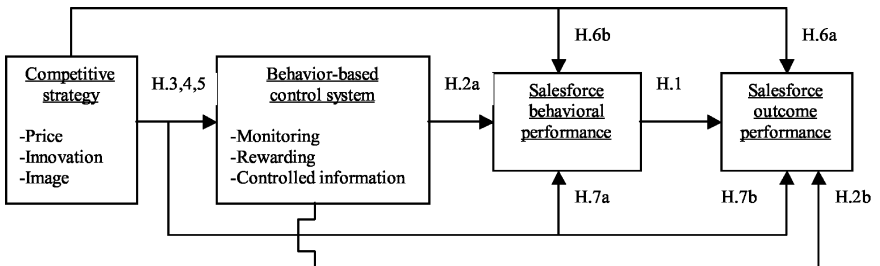 H.6b
H.6a
Competitive
strategy
-Price
-Innovation
-Image
H.3,4,5
Behavior-based
control system
-Monitoring
-Rewarding
-Controlled information
H.2a
Salesforce
behavioral
performance
H.1
Salesforce
outcome
performance
H.7a
H.7b
H.2b